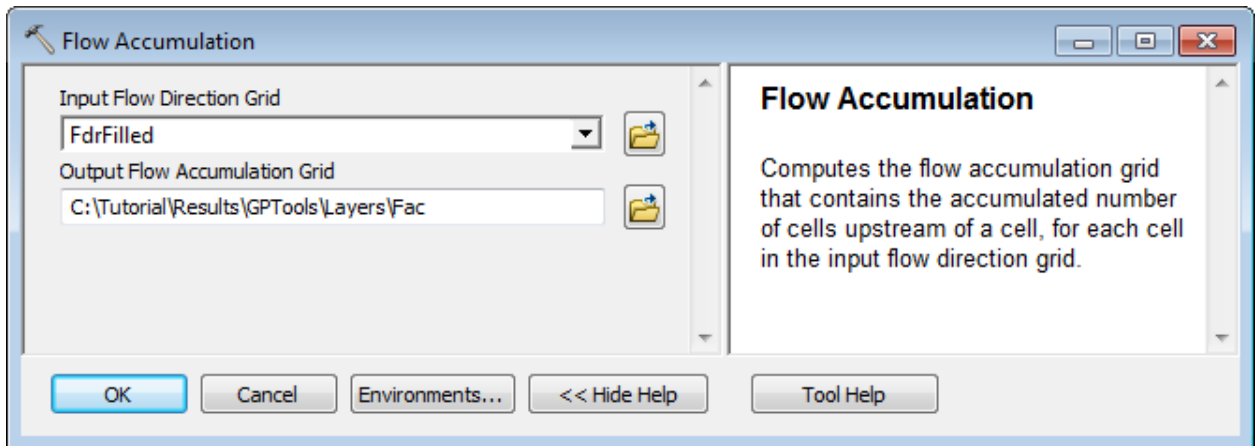 Flow Accumulation
Input Flow Direction Grid
FdrFilled
Output Flow Accumulation Grid
C:\Tutorial\Results\GPTools\Layers\Fac
Flow Accumulation
Computes the flow accumulation grid
that contains the accumulated number
of cells upstream of a cell, for each cell
in the input flow direction grid.
OK
Cancel
Environments...
<< Hide Help
Tool Help